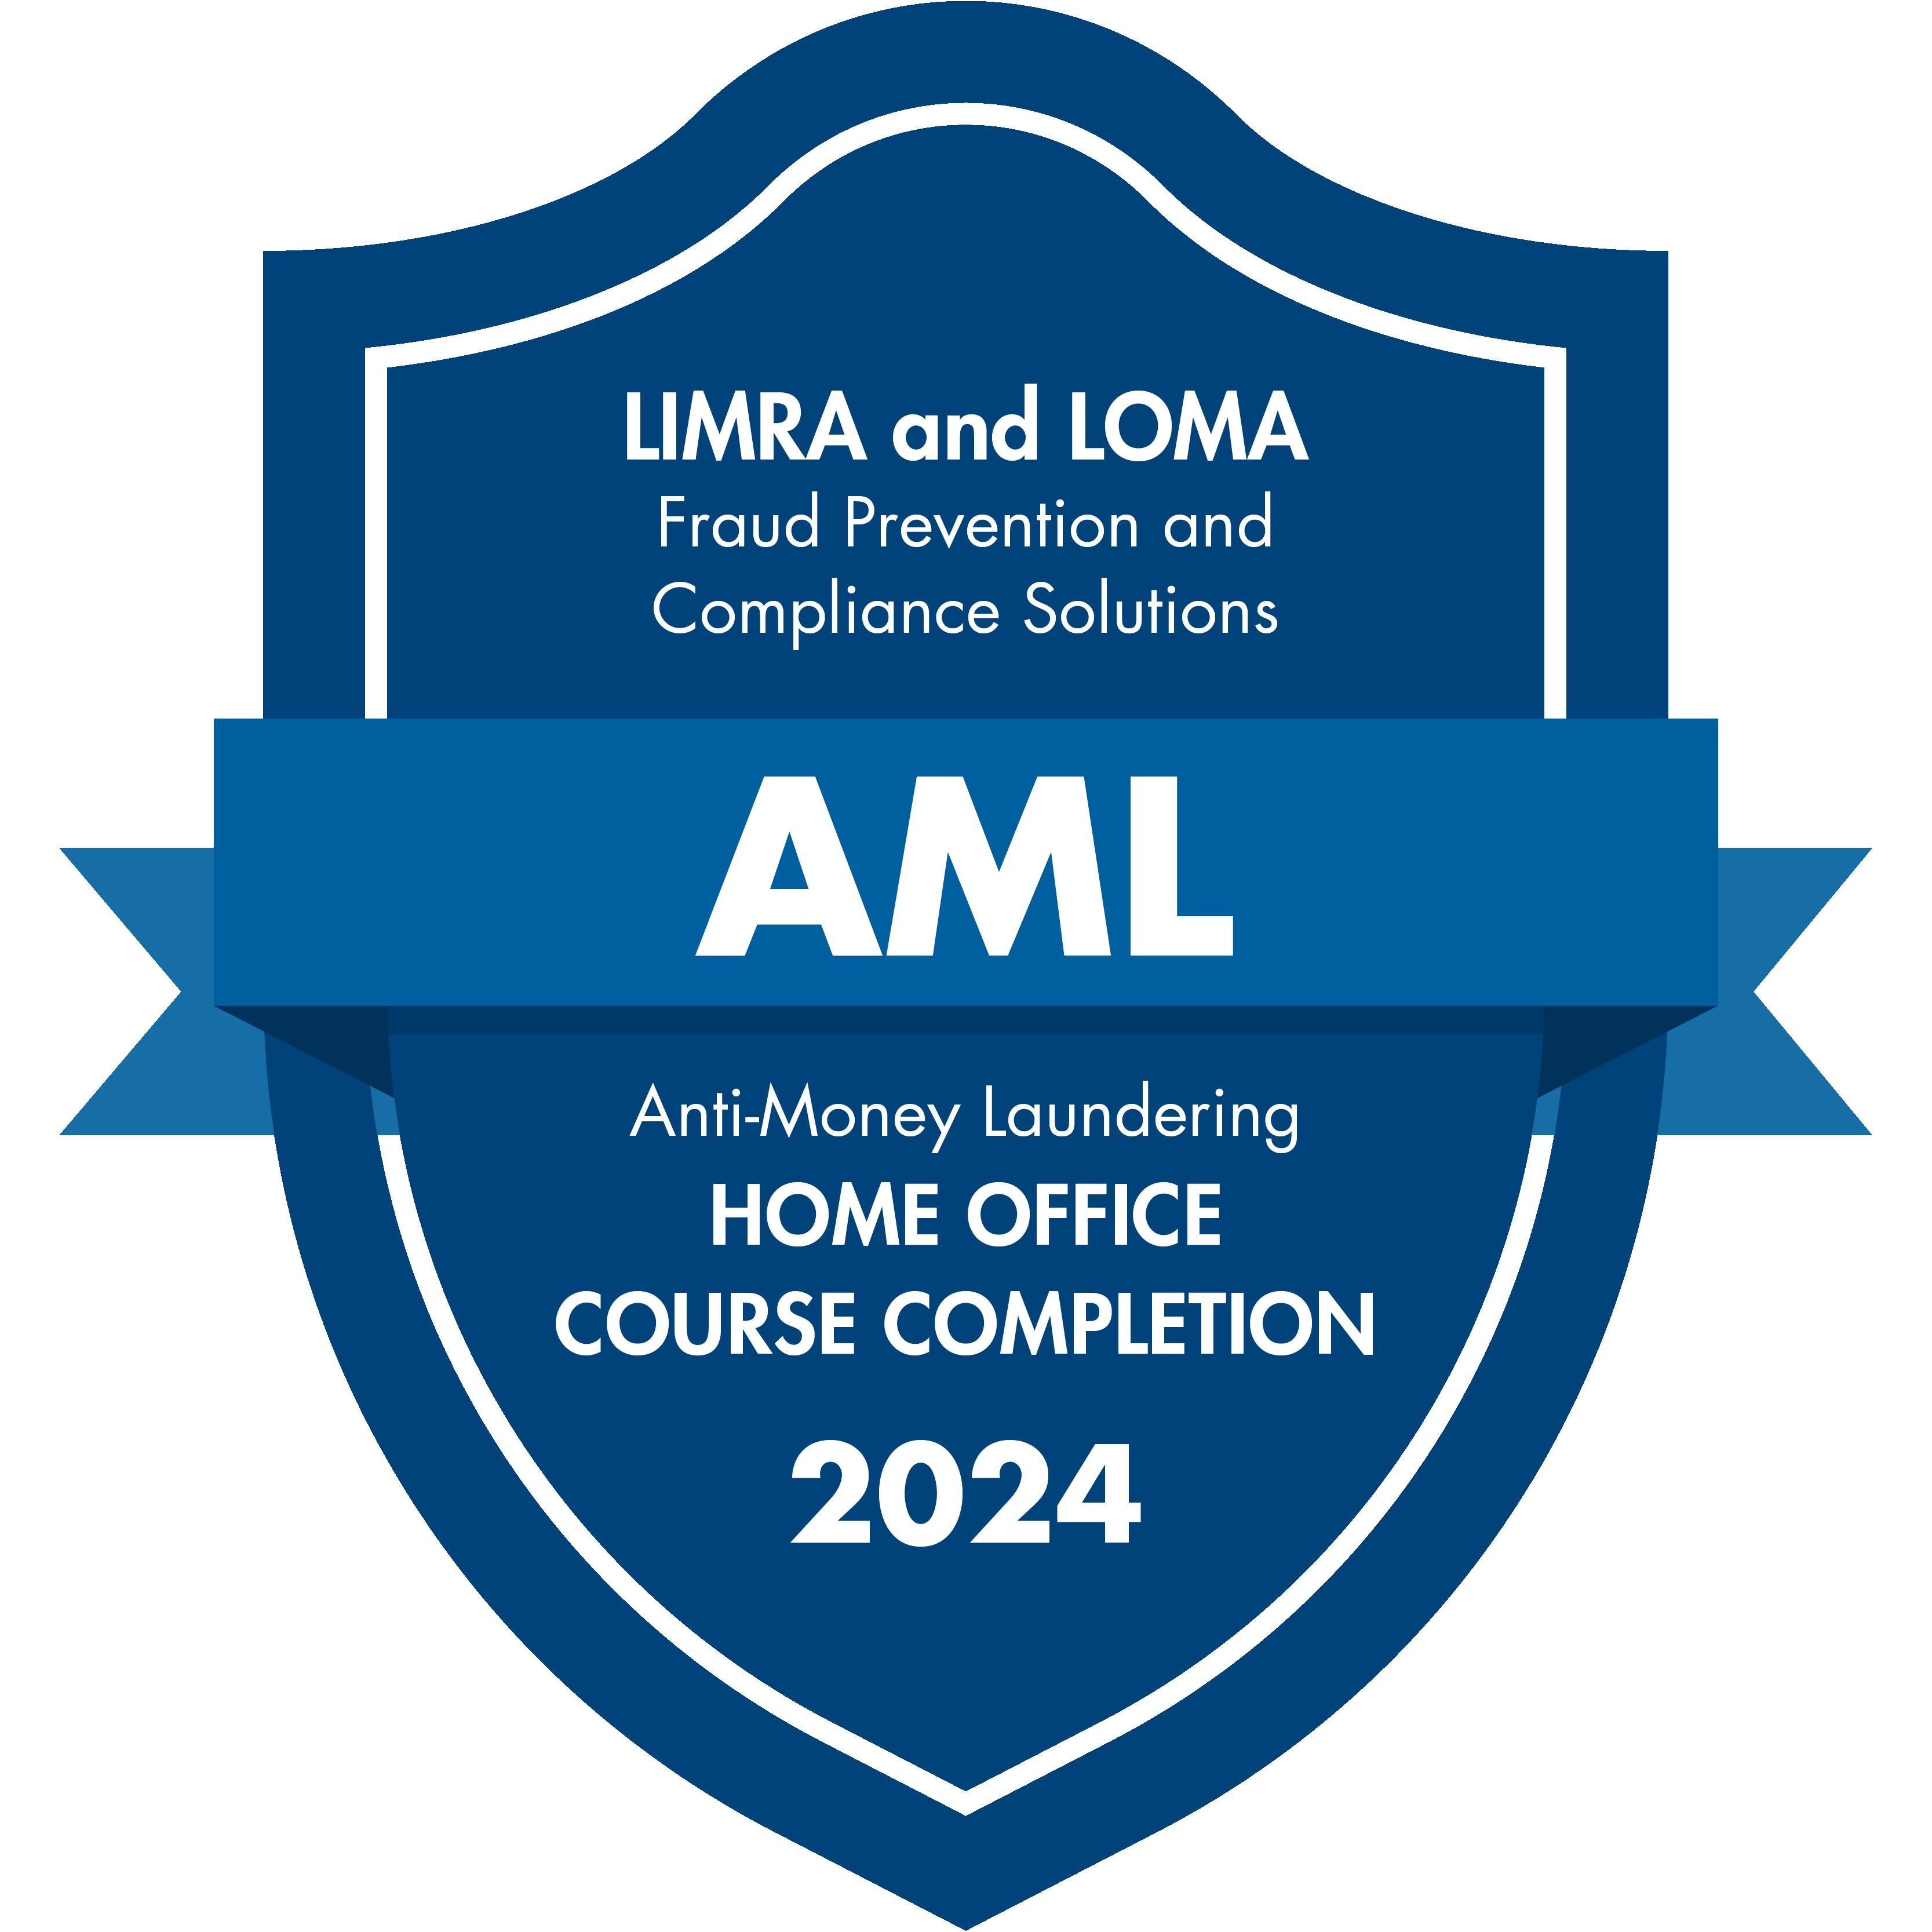 LIMRA and LOMA
Fraud Prevention and
Compliance Solutions
AML
Anti-Money Laundering
HOME OFFICE
COURSE COMPLETION
2024